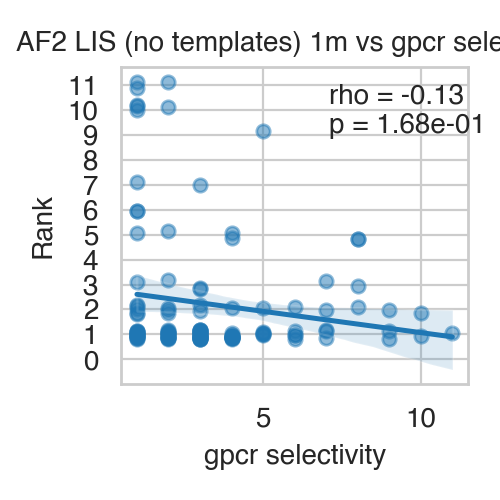 AF2 LIS (no templates) 1m vs gpcr sele
rho = -0.13
p = 1.68e-01
11
10
9
8
7
6
5
4
3
2
1
0
Rank
5 10
gpcr selectivity